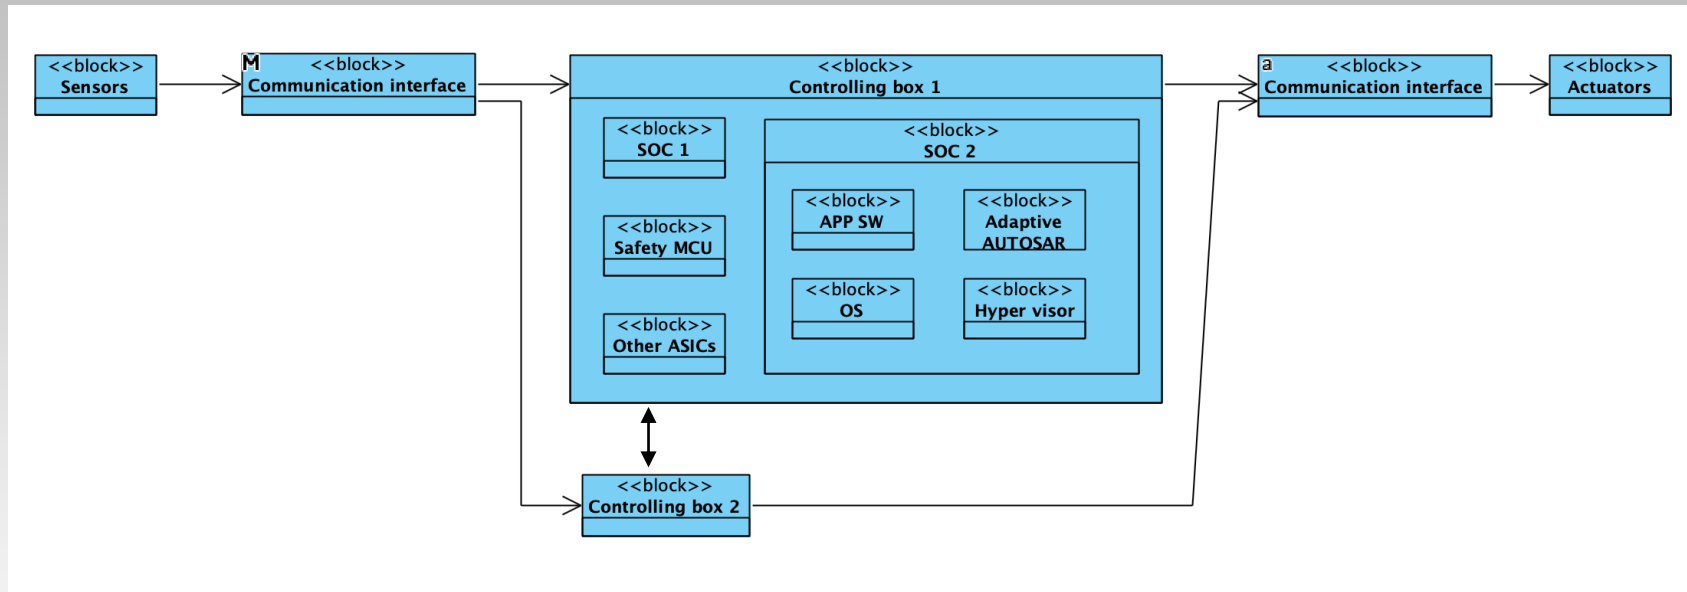 <<block>>
Sensors
M
<<block>>
Communication interface
<<block>>
Controlling box 1
<<block>>
SOC 1
<<block>>
Safety MCU
<<block>>
Other ASICs
<<block>>
SOC 2
<<block>>
APP SW
<<block>>
Adaptive
AUTOSAR
<<block>>
OS
<<block>>
Hyper visor
<<block>>
Controlling box 2
a
<<block>>
Communication interface
<<block>>
Actuators